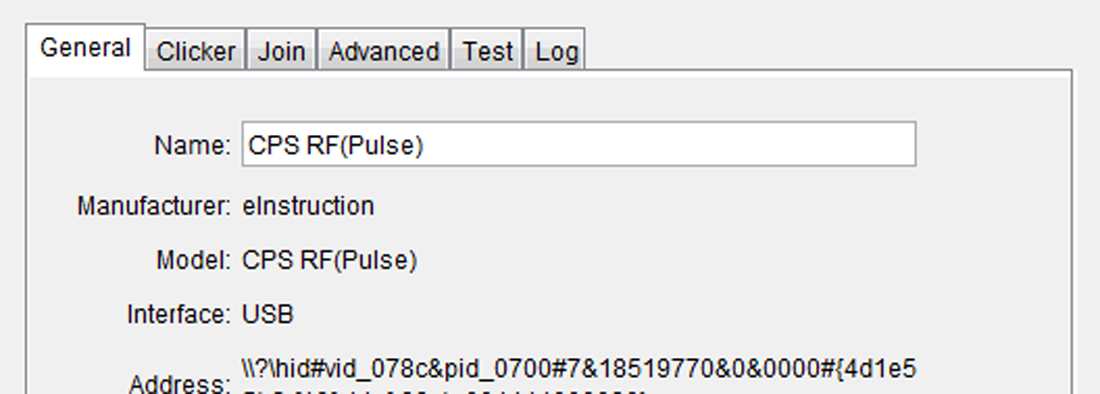 General Clicker Join Advanced Test Log
Name: CPS RF(Pulse)
Manufacturer: eInstruction
Model: CPS RF(Pulse)
Interface: USB
Address: \\?\hid#vid_078c&pid_0700#7&18519770&0&0000#{4d1e5